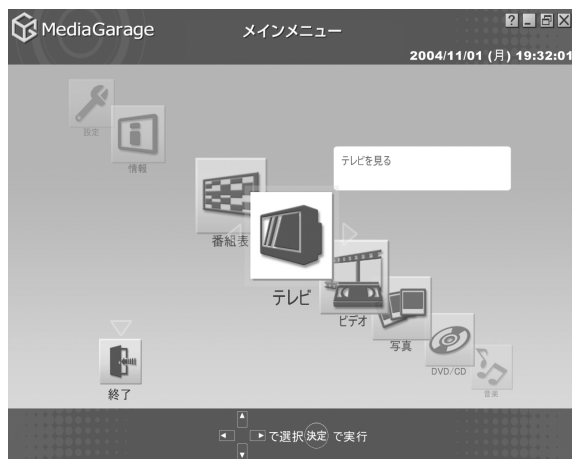 MediaGarage
メインメニュー
?
2004/11/01 (月) 19:32:01
設定
情報
テレビを見る
番組表
テレビ
ビデオ
写真
DVD/CD
音楽
終了
で選択 決定 で実行